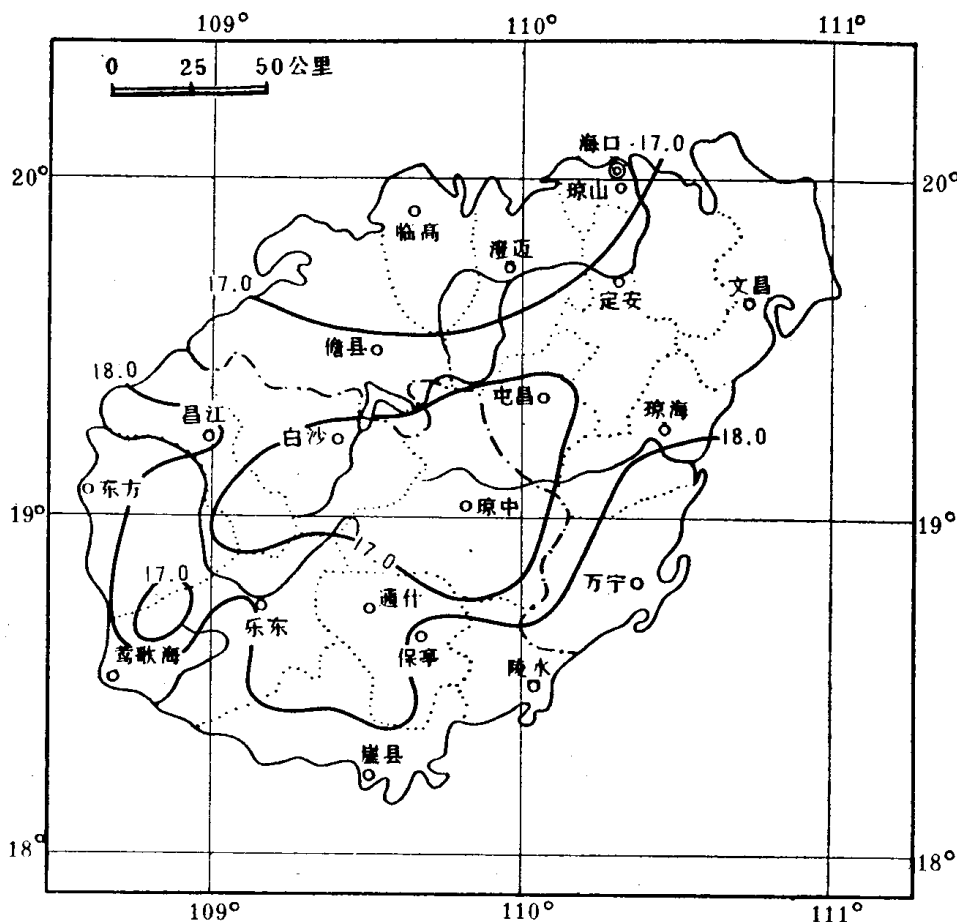 109° 110° 111°
0 25 50公里
海口 17.0
20° 琼山 20°
临高
澄迈
17.0 定安 文昌
儋县
18.0
昌江 屯昌 琼海
白沙 18.0
东方
19° 琼中 19°
17.0
17.0 万宁
通什
乐东
保亭
莺歌海 陵水
崖县
18° 18°
109° 110° 111°